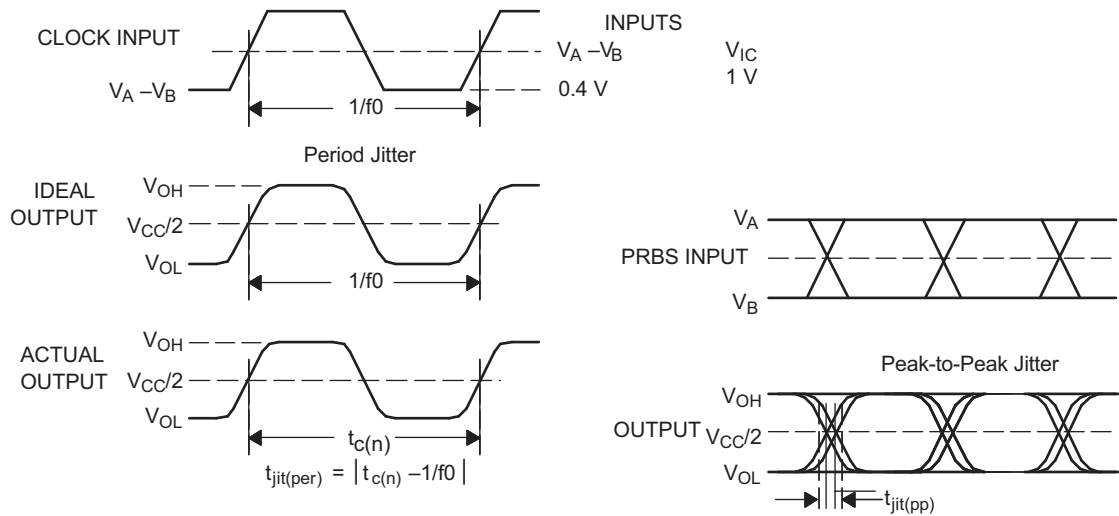 CLOCK INPUT
V_A –V_B
1/f0
INPUTS
V_A –V_B
V_IC
0.4 V
1 V
Period Jitter
IDEAL
OUTPUT
V_OH
V_CC/2
V_OL
1/f0
ACTUAL
OUTPUT
V_OH
V_CC/2
V_OL
t_c(n)
t_jit(per) = | t_c(n) –1/f0 |
V_A
PRBS INPUT
V_B
Peak-to-Peak Jitter
V_OH
OUTPUT
V_CC/2
V_OL
t_jit(pp)